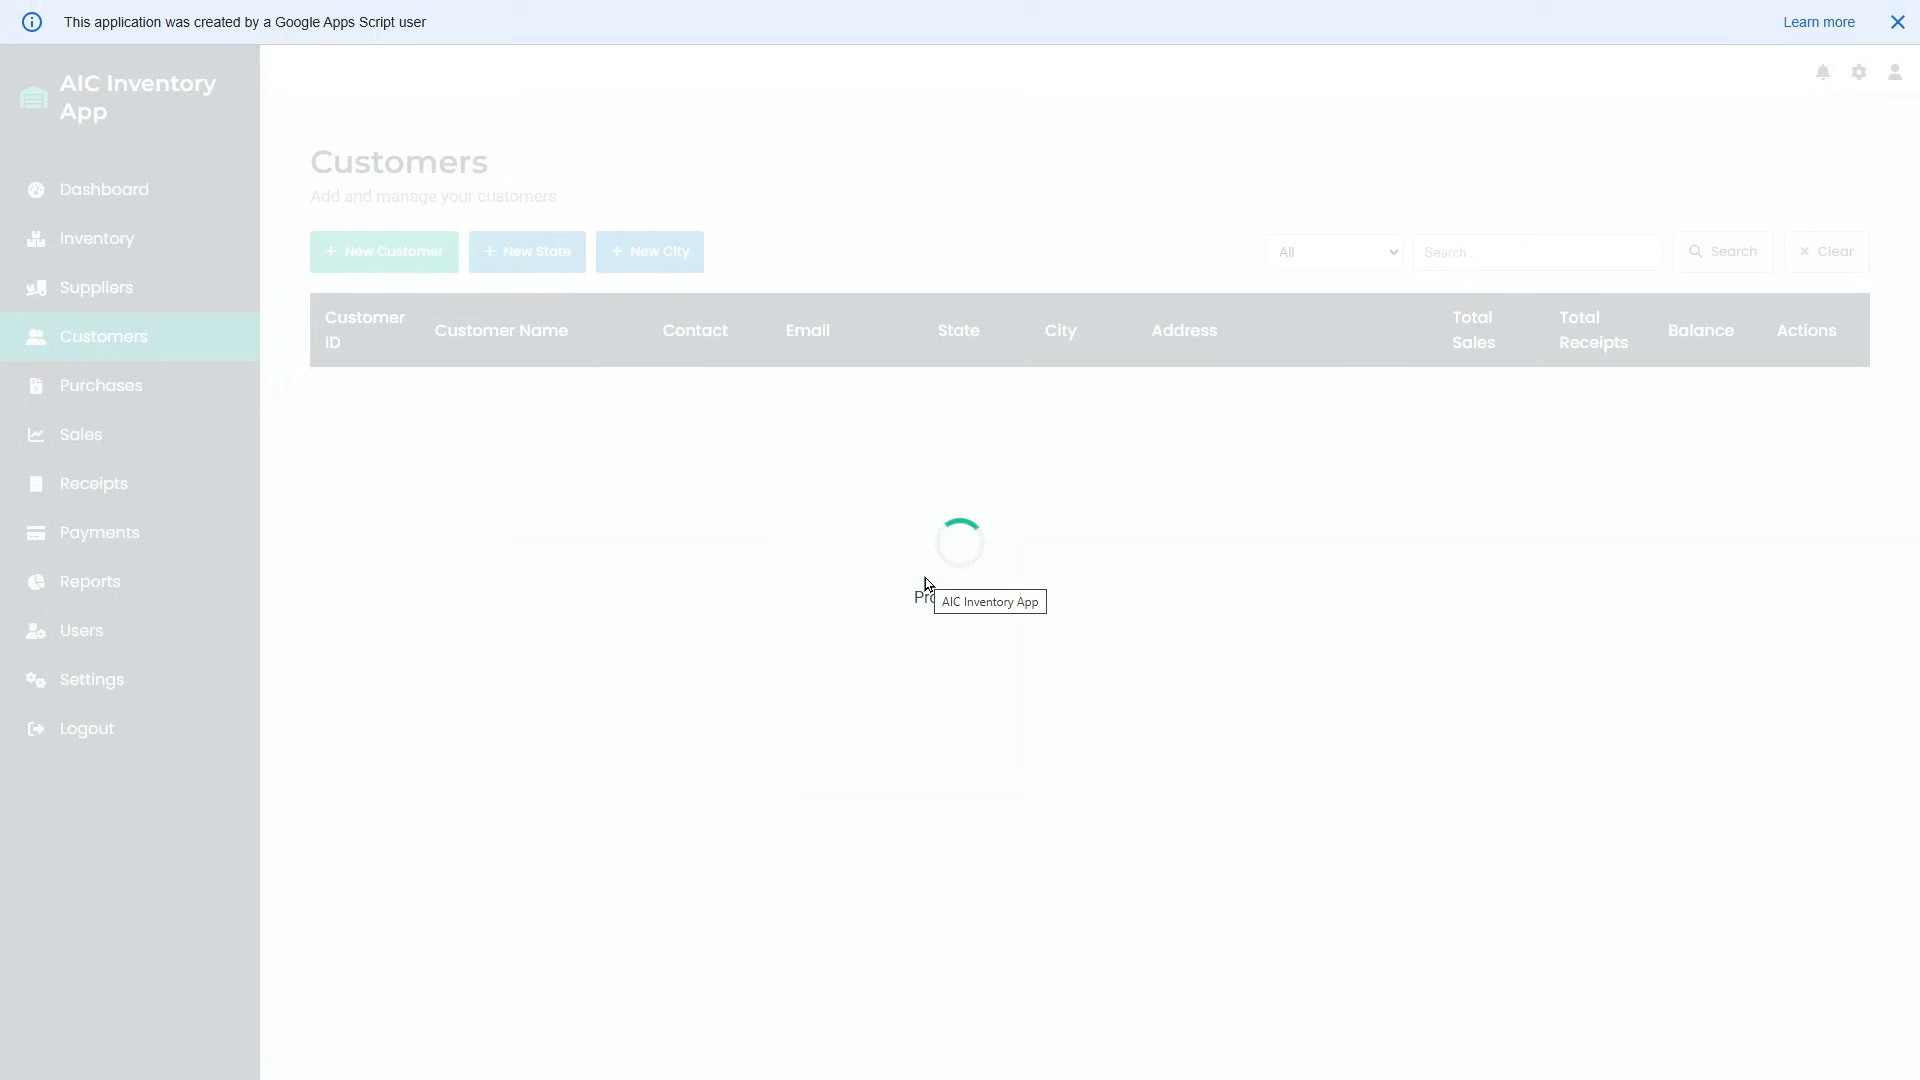 This application was created by a Google Apps Script user
Learn more
AIC Inventory
App
Dashboard
Inventory
Suppliers
Customers
Purchases
Sales
Receipts
Payments
Reports
Users
Settings
Logout
Customers
Add and manage your customers
+ New Customer
+ New State
+ New City
All
Search...
Search
Clear
Customer ID
Customer Name
Contact
Email
State
City
Address
Total Sales
Total Receipts
Balance
Actions
AIC Inventory App